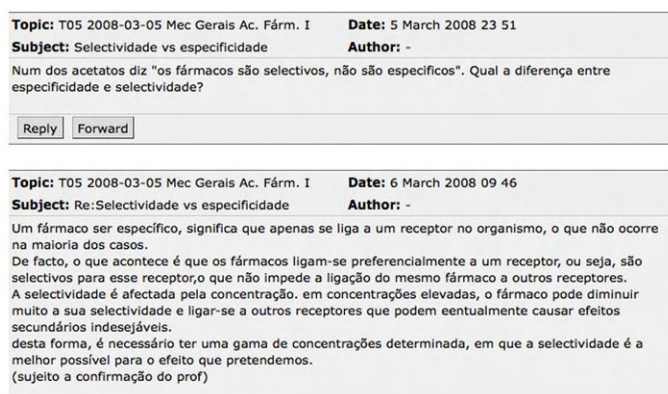 Topic: T05 2008-03-05 Mec Gerais Ac. Fárm. I Date: 5 March 2008 23 51
Subject: Selectividade vs especificidade Author: -
Num dos acetatos diz "os fármacos são selectivos, não são especificos". Qual a diferença entre
especificidade e selectividade?
Reply Forward
Topic: T05 2008-03-05 Mec Gerais Ac. Fárm. I Date: 6 March 2008 09 46
Subject: Re:Selectividade vs especificidade Author: -
Um fármaco ser específico, significa que apenas se liga a um receptor no organismo, o que não ocorre
na maioria dos casos.
De facto, o que acontece é que os fármacos ligam-se preferencialmente a um receptor, ou seja, são
selectivos para esse receptor,o que não impede a ligação do mesmo fármaco a outros receptores.
A selectividade é afectada pela concentração. em concentrações elevadas, o fármaco pode diminuir
muito a sua selectividade e ligar-se a outros receptores que podem eentualmente causar efeitos
secundários indesejáveis.
desta forma, é necessário ter uma gama de concentrações determinada, em que a selectividade é a
melhor possível para o efeito que pretendemos.
(sujeito a confirmação do prof)